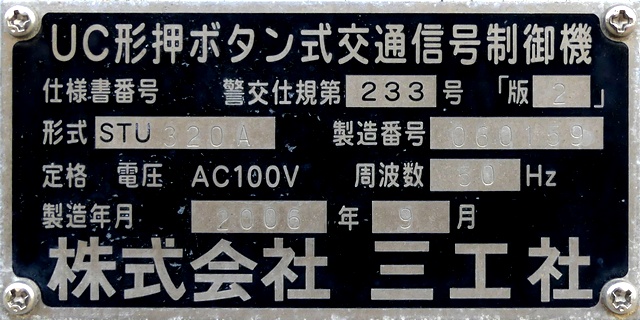 UC形押ボタン式交通信号制御機
仕様書番号 警交仕規第 233 号 「版 2 」
形式 STU 320A 製造番号 060159
定格 電圧 AC100V 周波数 50 Hz
製造年月 2006 年 9 月
株式会社 三工社